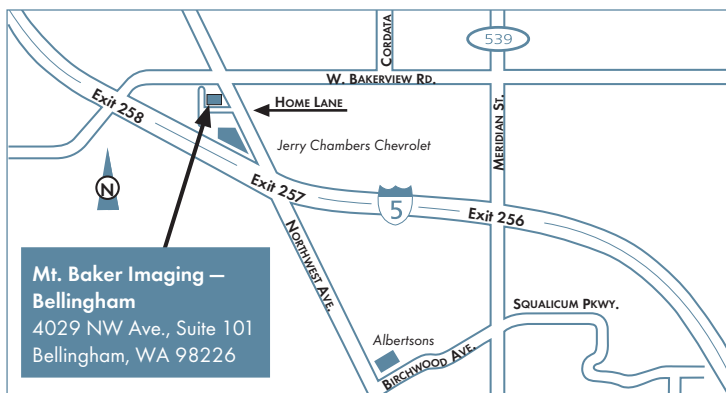 CORDATA
539
W. BAKERVIEW RD.
Exit 258
HOME LANE
Jerry Chambers Chevrolet
MERIDIAN ST.
N
Exit 257
5
Exit 256
NORTHWEST AVE.
Mt. Baker Imaging –
Bellingham
4029 NW Ave., Suite 101
Bellingham, WA 98226
SQUALICUM PKWY.
Albertsons
BIRCHWOOD AVE.